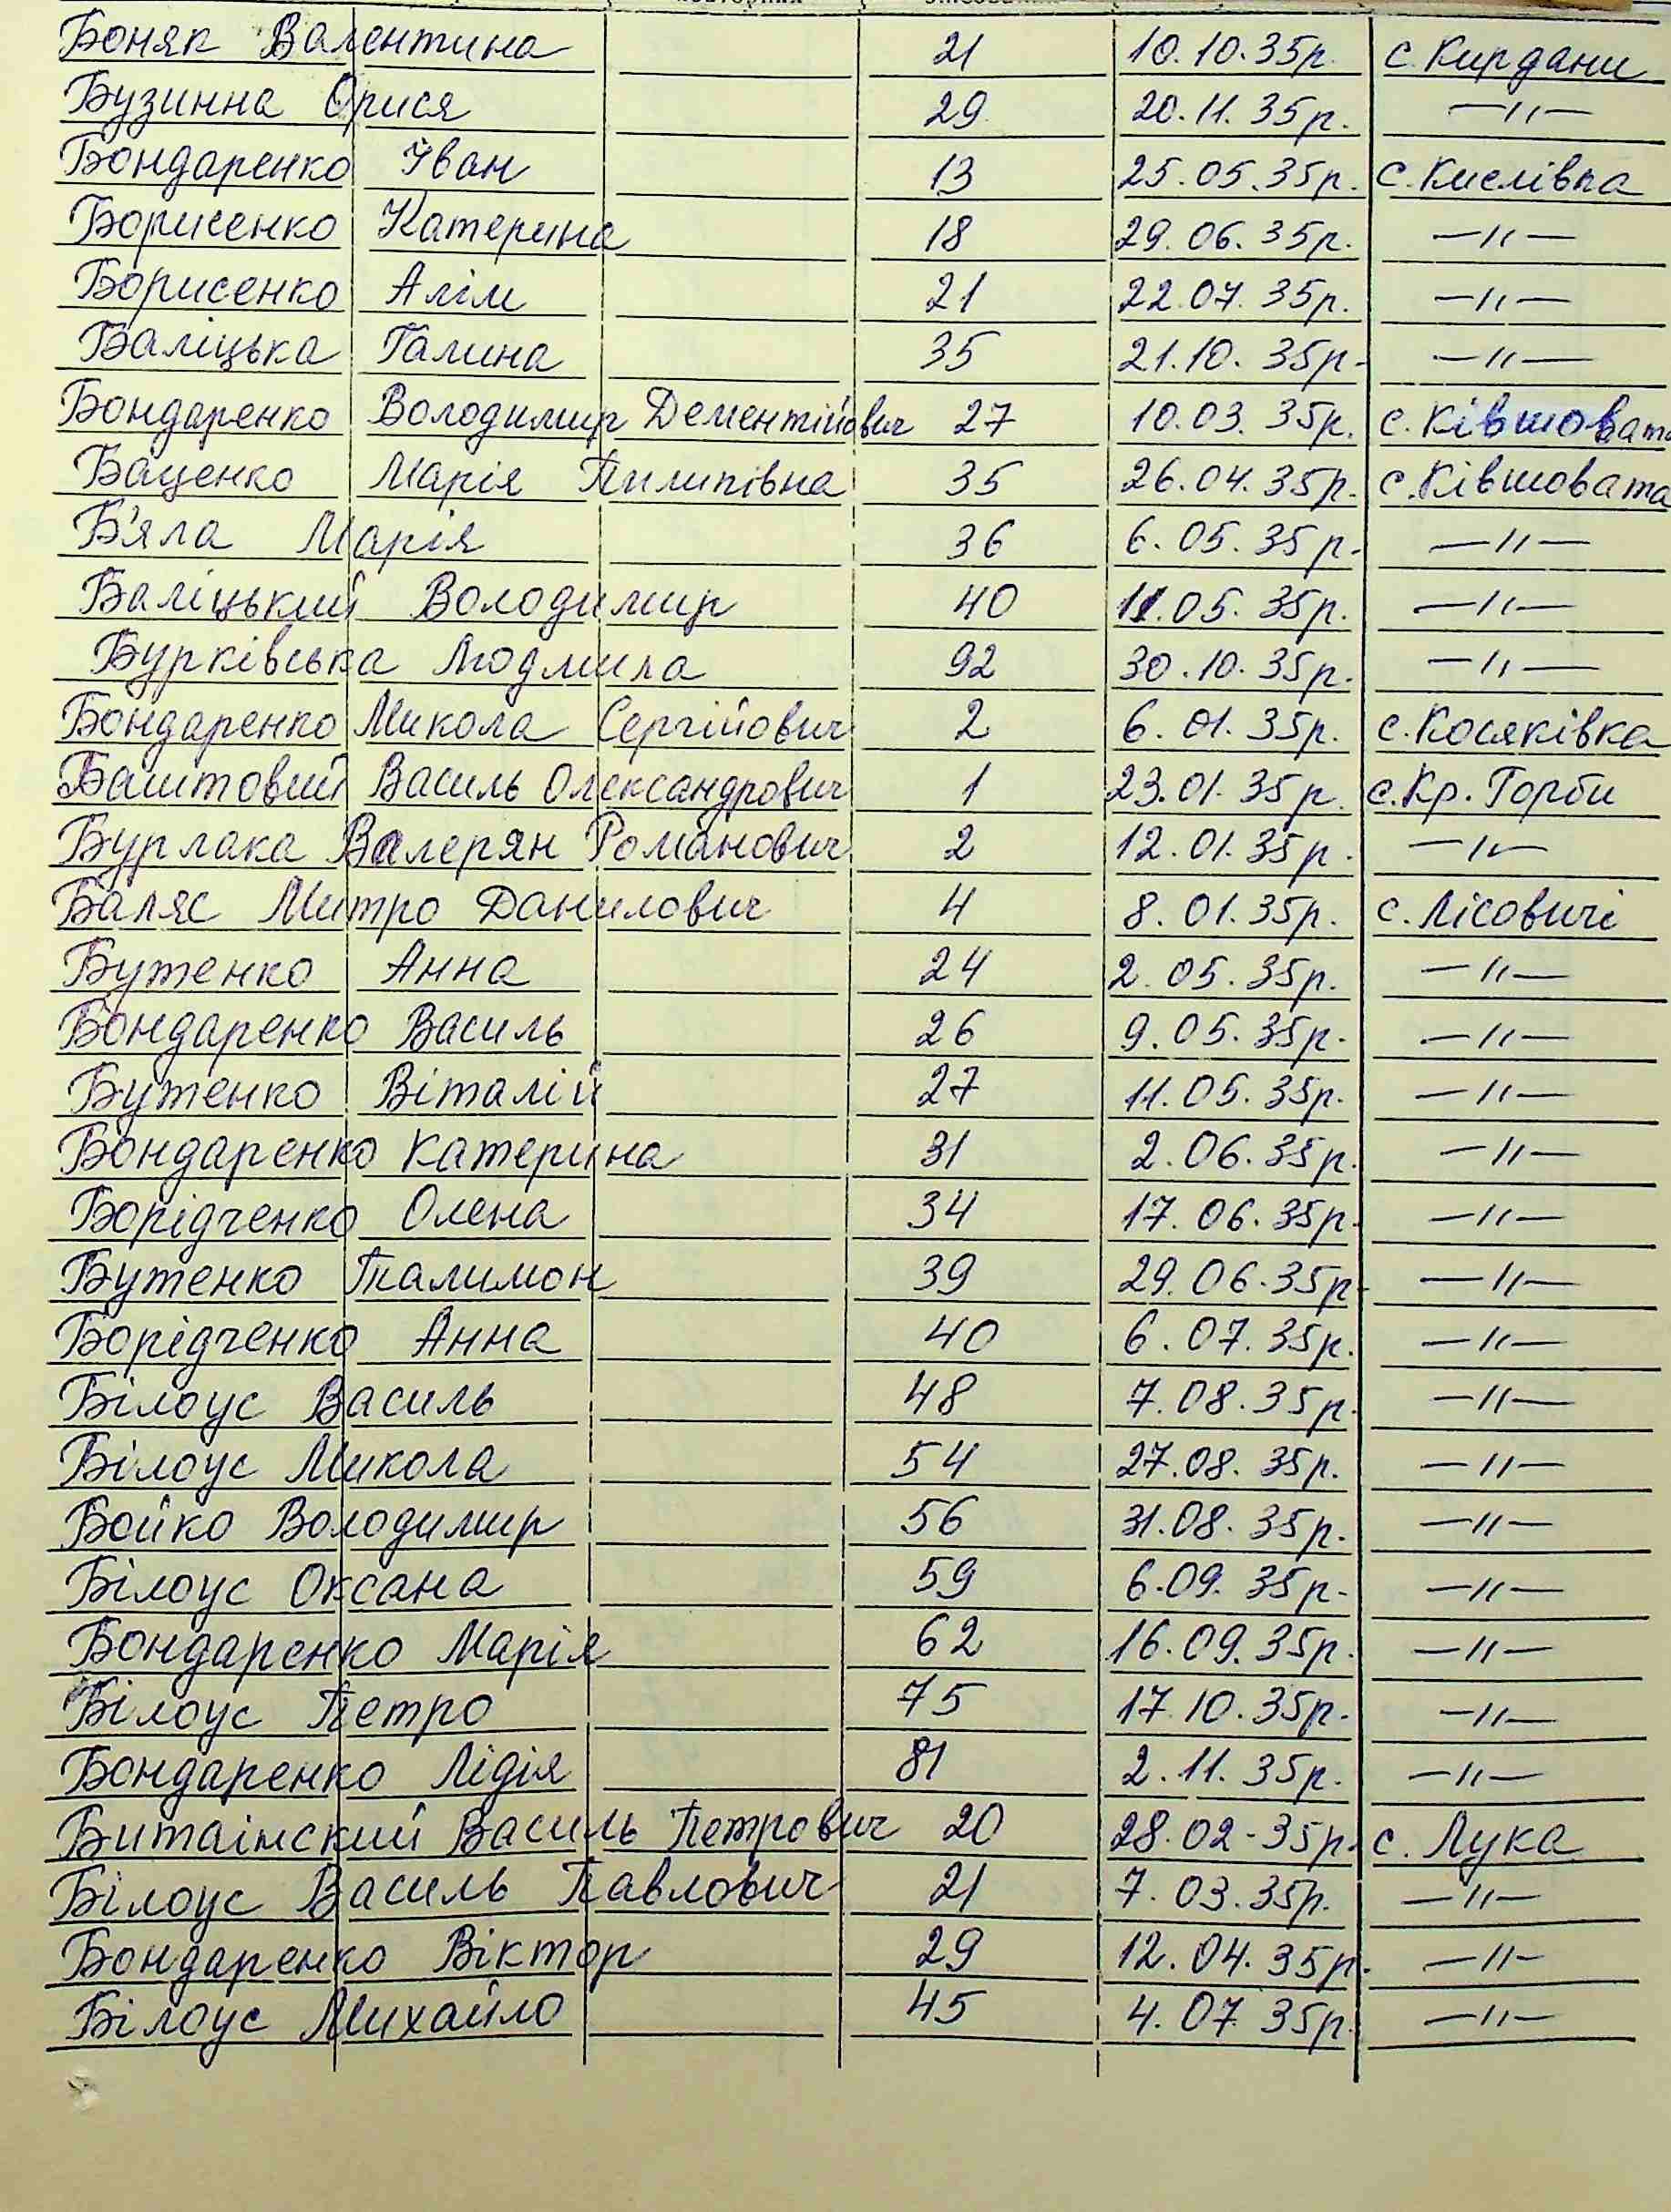 Боняк Валентина 21 10.10.35р. с. Кирдани
Бузинна Орися 29 20.11.35р. —//—
Бондаренко Іван 13 25.05.35р. с. Кислівка
Борисенко Катерина 18 29.06.35р. —//—
Борисенко Алім 21 22.07.35р. —//—
Баліцька Галина 35 21.10.35р. —//—
Бондаренко Володимир Дементійович 27 10.03.35р. с. Ківшовата
Баценко Марія Пилипівна 35 26.04.35р. с. Ківшовата
Б'яла Марія 36 6.05.35р. —//—
Баліцький Володимир 40 11.05.35р. —//—
Бурківська Людмила 92 30.10.35р. —//—
Бондаренко Микола Сергійович 2 6.01.35р. с. Косяківка
Баштовий Василь Олександрович 1 23.01.35р. с. Кр. Горби
Бурлака Валерян Романович 2 12.01.35р. —//—
Баляс Митро Данилович 4 8.01.35р. с. Лісовичі
Бутенко Анна 24 2.05.35р. —//—
Бондаренко Василь 26 9.05.35р. —//—
Бутенко Віталій 27 11.05.35р. —//—
Бондаренко Катерина 31 2.06.35р. —//—
Борідченко Олена 34 17.06.35р. —//—
Бутенко Палимон 39 29.06.35р. —//—
Борідченко Анна 40 6.07.35р. —//—
Білоус Василь 48 7.08.35р. —//—
Білоус Микола 54 27.08.35р. —//—
Бойко Володимир 56 31.08.35р. —//—
Білоус Оксана 59 6.09.35р. —//—
Бондаренко Марія 62 16.09.35р. —//—
Білоус Петро 75 17.10.35р. —//—
Бондаренко Лідія 81 2.11.35р. —//—
Битаінский Василь Петрович 20 28.02.35р. с. Лука
Білоус Василь Павлович 21 7.03.35р. —//—
Бондаренко Віктор 29 12.04.35р. —//—
Білоус Михайло 45 4.07.35р. —//—